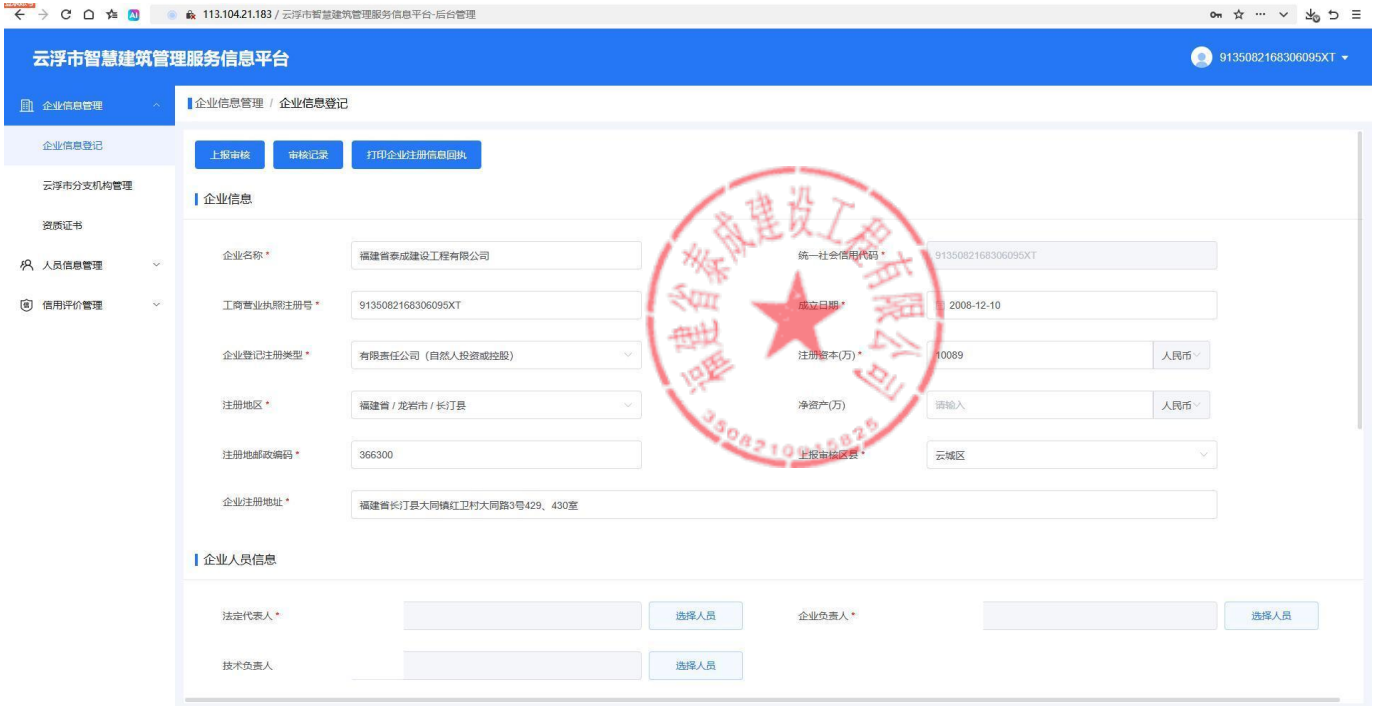 113.104.21.183 / 云浮市智慧建筑管理服务信息平台-后台管理
云浮市智慧建筑管理服务信息平台
9135082168306095XT
企业信息管理
企业信息登记
云浮市分支机构管理
资质证书
人员信息管理
信用评价管理
企业信息管理 / 企业信息登记
上报审核 审核记录 打印企业注册信息回执
企业信息
企业名称 * 福建省泰成建设工程有限公司 统一社会信用代码 * 9135082168306095XT
工商营业执照注册号 * 9135082168306095XT 成立日期 * 2008-12-10
企业登记注册类型 * 有限责任公司（自然人投资或控股） 注册资本(万) * 10089 人民币
注册地区 * 福建省 / 龙岩市 / 长汀县 净资产(万) 请输入 人民币
注册地邮政编码 * 366300 上报审核区县 * 云城区
企业注册地址 * 福建省长汀县大同镇红卫村大同路3号429、430室
福建省泰成建设工程有限公司
企业人员信息
法定代表人 * 选择人员 企业负责人 * 选择人员
技术负责人 选择人员